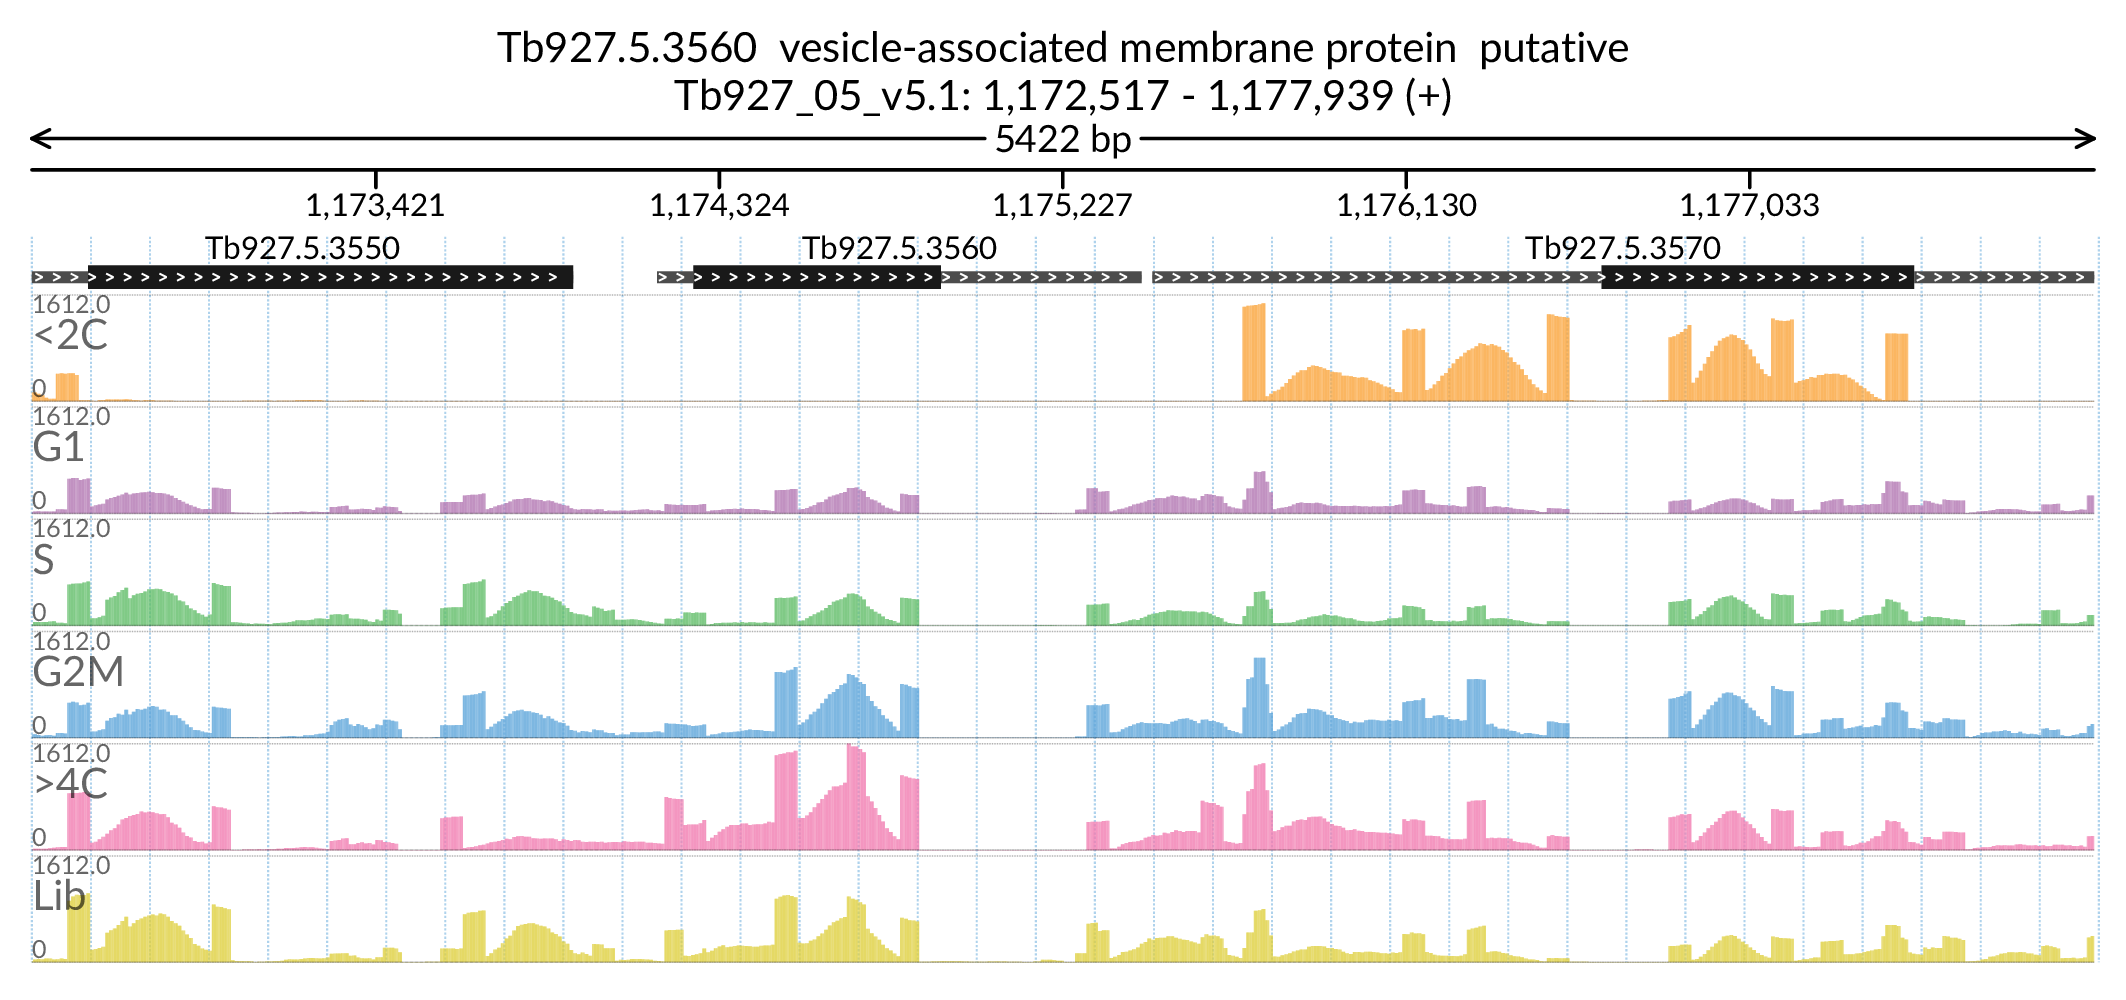 Tb927.5.3560  vesicle-associated membrane protein  putative
Tb927_05_v5.1: 1,172,517 - 1,177,939 (+)
5422 bp
1,173,421 1,174,324 1,175,227 1,176,130 1,177,033
Tb927.5.3550 Tb927.5.3560 Tb927.5.3570
1612.0
<2C
0
1612.0
G1
0
1612.0
S
0
1612.0
G2M
0
1612.0
>4C
0
1612.0
Lib
0